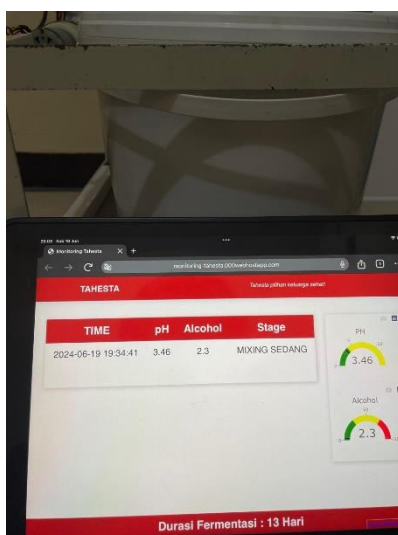 Monitoring Tahesta
monitoring-tahesta.000webhostapp.com
TAHESTA
Tahesta pilihan keluarga sehat!
TIME pH Alcohol Stage
2024-06-19 19:34:41 3.46 2.3 MIXING SEDANG
PH
3.46
Alcohol
2.3
Durasi Fermentasi : 13 Hari